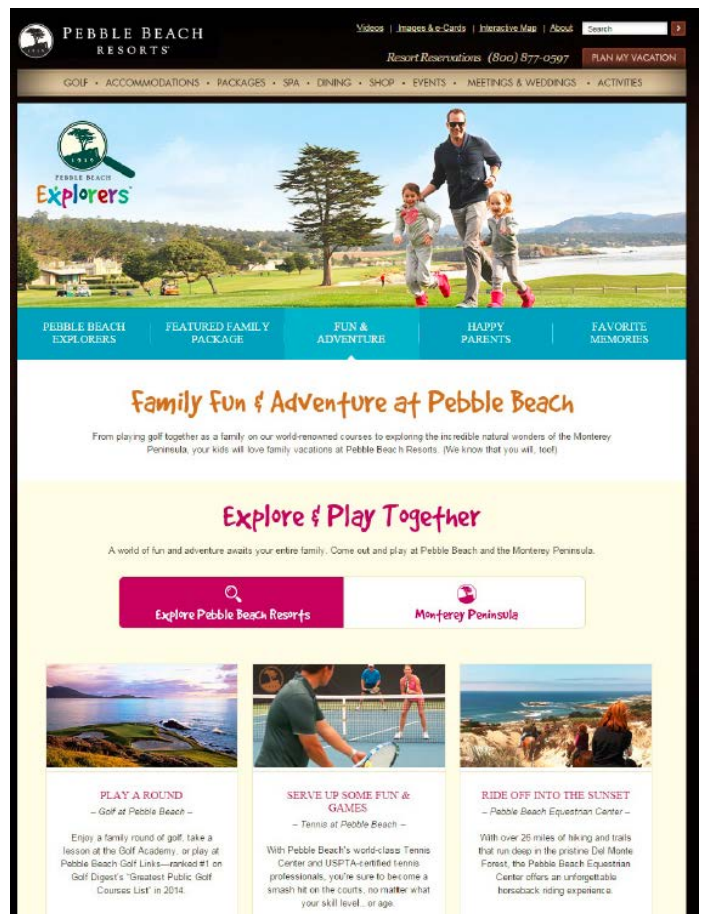 PEBBLE BEACH
RESORTS
Videos | Images & e-Cards | Interactive Map | About
Search
Resort Reservations (800) 877-0597
PLAN MY VACATION
GOLF • ACCOMMODATIONS • PACKAGES • SPA • DINING • SHOP • EVENTS • MEETINGS & WEDDINGS • ACTIVITIES
1919
PEBBLE BEACH
Explorers
PEBBLE BEACH
EXPLORERS
FEATURED FAMILY
PACKAGE
FUN &
ADVENTURE
HAPPY
PARENTS
FAVORITE
MEMORIES
Family Fun & Adventure at Pebble Beach
From playing golf together as a family on our world-renowned courses to exploring the incredible natural wonders of the Monterey
Peninsula, your kids will love family vacations at Pebble Beach Resorts. (We know that you will, too!)
Explore & Play Together
A world of fun and adventure awaits your entire family. Come out and play at Pebble Beach and the Monterey Peninsula.
Explore Pebble Beach Resorts
Monterey Peninsula
PLAY A ROUND
– Golf at Pebble Beach –
Enjoy a family round of golf, take a
lesson at the Golf Academy, or play at
Pebble Beach Golf Links—ranked #1 on
Golf Digest's "Greatest Public Golf
Courses List" in 2014.
SERVE UP SOME FUN &
GAMES
– Tennis at Pebble Beach –
With Pebble Beach's world-class Tennis
Center and USPTA-certified tennis
professionals, you're sure to become a
smash hit on the courts, no matter what
your skill level... or age.
RIDE OFF INTO THE SUNSET
– Pebble Beach Equestrian Center –
With over 26 miles of hiking and trails
that run deep in the pristine Del Monte
Forest, the Pebble Beach Equestrian
Center offers an unforgettable
horseback riding experience.